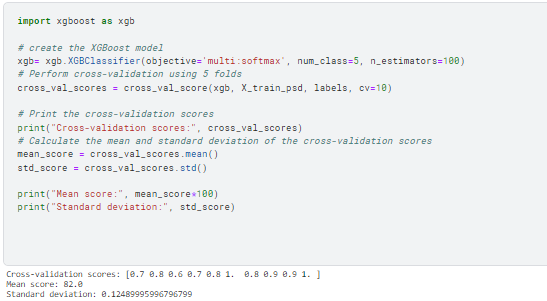 import xgboost as xgb
# create the XGBoost model
xgb= xgb.XGBClassifier(objective='multi:softmax', num_class=5, n_estimators=100)
# Perform cross-validation using 5 folds
cross_val_scores = cross_val_score(xgb, X_train_psd, labels, cv=10)
# Print the cross-validation scores
print("Cross-validation scores:", cross_val_scores)
# Calculate the mean and standard deviation of the cross-validation scores
mean_score = cross_val_scores.mean()
std_score = cross_val_scores.std()
print("Mean score:", mean_score*100)
print("Standard deviation:", std_score)
Cross-validation scores: [0.7 0.8 0.6 0.7 0.8 1.  0.8 0.9 0.9 1. ]
Mean score: 82.0
Standard deviation: 0.12489995996796799